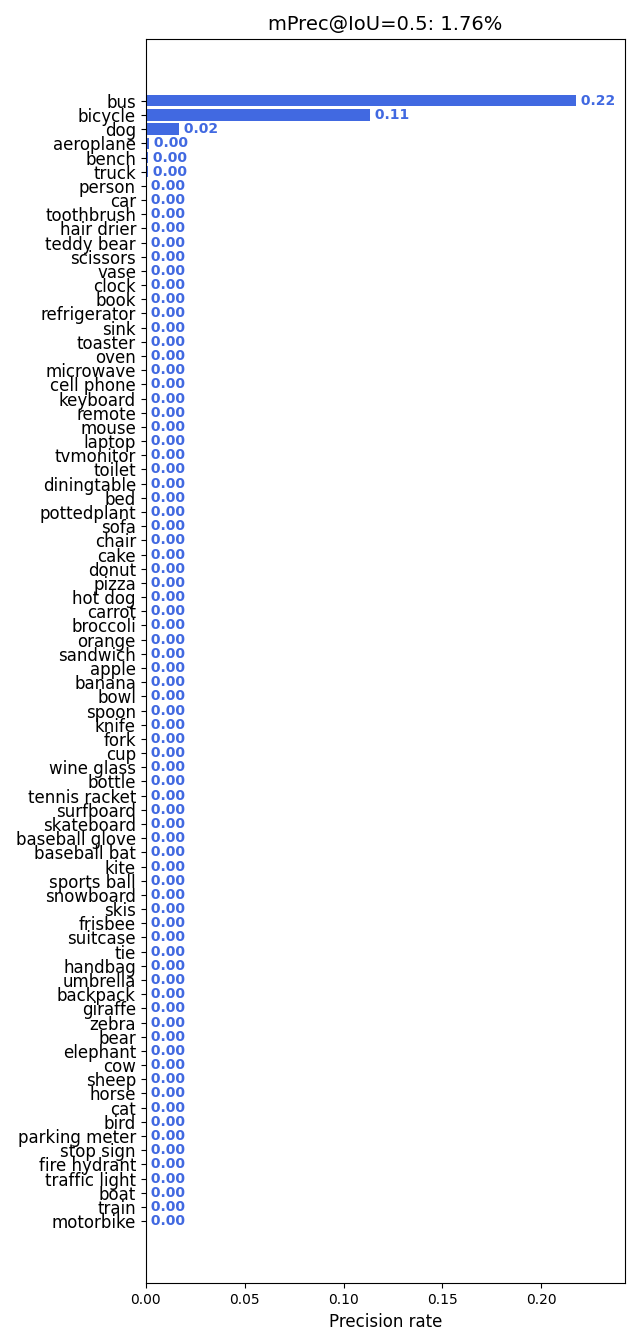 mPrec@IoU=0.5: 1.76%
bus 0.22
bicycle 0.11
dog 0.02
aeroplane 0.00
bench 0.00
truck 0.00
person 0.00
car 0.00
toothbrush 0.00
hair drier 0.00
teddy bear 0.00
scissors 0.00
vase 0.00
clock 0.00
book 0.00
refrigerator 0.00
sink 0.00
toaster 0.00
oven 0.00
microwave 0.00
cell phone 0.00
keyboard 0.00
remote 0.00
mouse 0.00
laptop 0.00
tvmonitor 0.00
toilet 0.00
diningtable 0.00
bed 0.00
pottedplant 0.00
sofa 0.00
chair 0.00
cake 0.00
donut 0.00
pizza 0.00
hot dog 0.00
carrot 0.00
broccoli 0.00
orange 0.00
sandwich 0.00
apple 0.00
banana 0.00
bowl 0.00
spoon 0.00
knife 0.00
fork 0.00
cup 0.00
wine glass 0.00
bottle 0.00
tennis racket 0.00
surfboard 0.00
skateboard 0.00
baseball glove 0.00
baseball bat 0.00
kite 0.00
sports ball 0.00
snowboard 0.00
skis 0.00
frisbee 0.00
suitcase 0.00
tie 0.00
handbag 0.00
umbrella 0.00
backpack 0.00
giraffe 0.00
zebra 0.00
bear 0.00
elephant 0.00
cow 0.00
sheep 0.00
horse 0.00
cat 0.00
bird 0.00
parking meter 0.00
stop sign 0.00
fire hydrant 0.00
traffic light 0.00
boat 0.00
train 0.00
motorbike 0.00
0.00 0.05 0.10 0.15 0.20
Precision rate